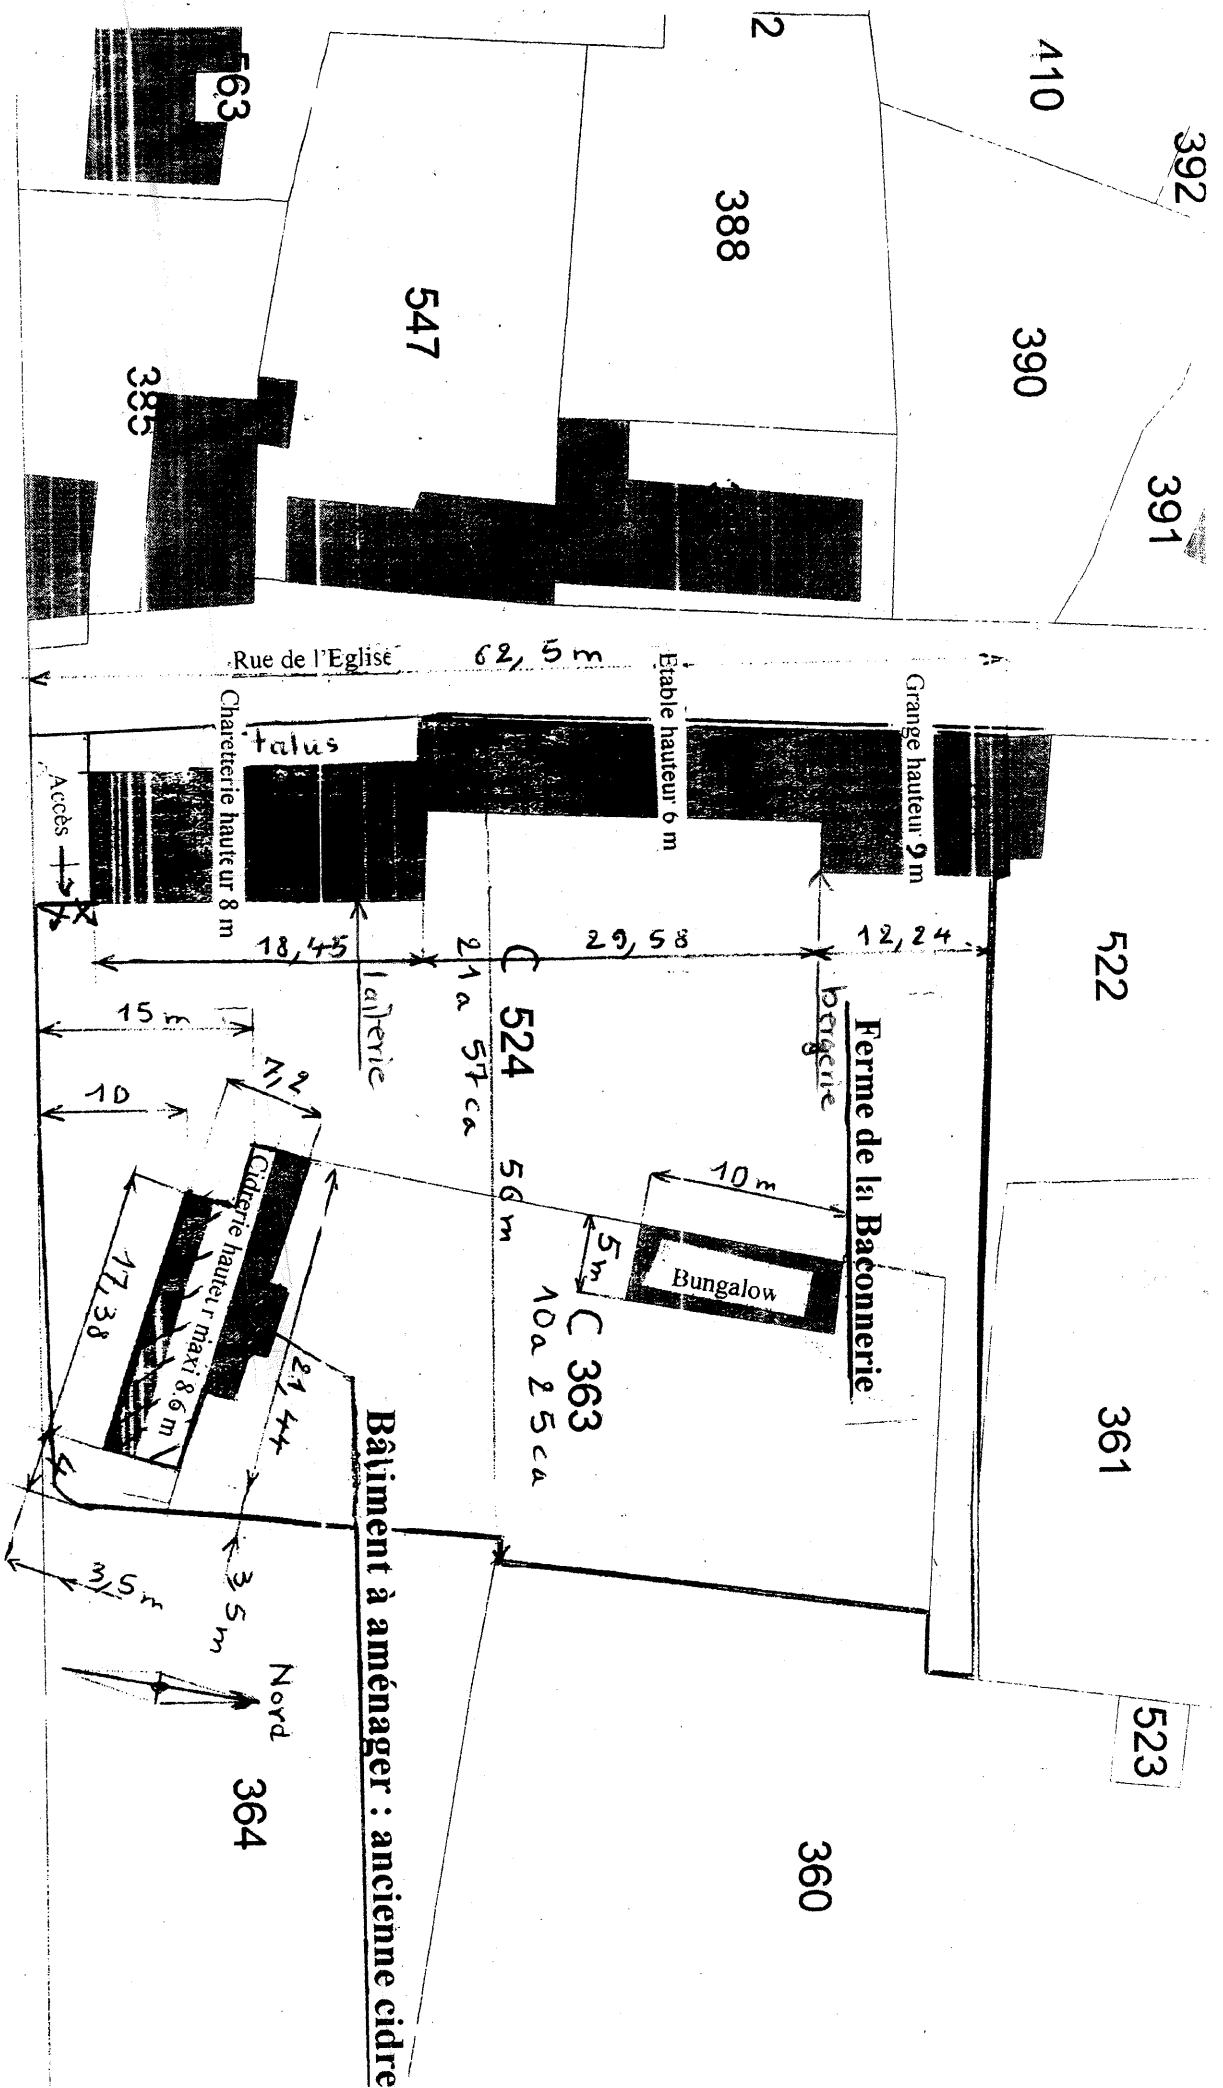 2
410
392
563
388
547
390
385
391
Rue de l'Eglise
62,5 m
Etable hauteur 6 m
Grange hauteur 9 m
Charetterie hauteur 8 m
talus
Accès
18,45
29,58
12,24
522
C 524
21a 57ca
laiterie
bergerie
Ferme de la Baconnerie
15 m
10
7,2
56 m
10 m
5 m
Bungalow
C 363
10a 25ca
Cidrerie hauteur maxi 8.6 m
17,38
21,44
4
3,5 m
3,5 m
361
Bâtiment à aménager : ancienne cidre
Nord
523
364
360